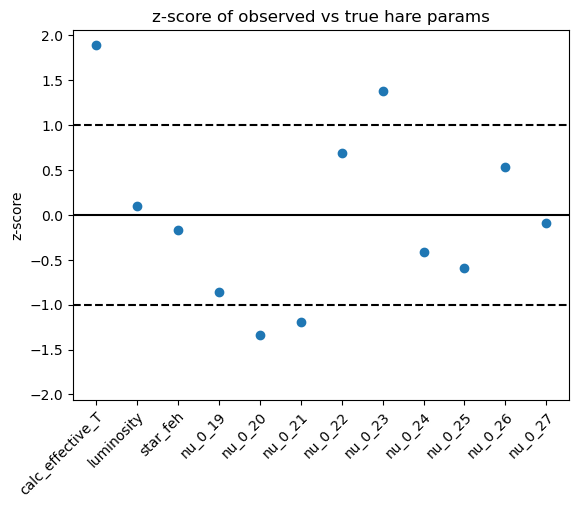 z-score of observed vs true hare params
z-score
2.0
1.5
1.0
0.5
0.0
−0.5
−1.0
−1.5
−2.0
calc_effective_T
luminosity
star_feh
nu_0_19
nu_0_20
nu_0_21
nu_0_22
nu_0_23
nu_0_24
nu_0_25
nu_0_26
nu_0_27